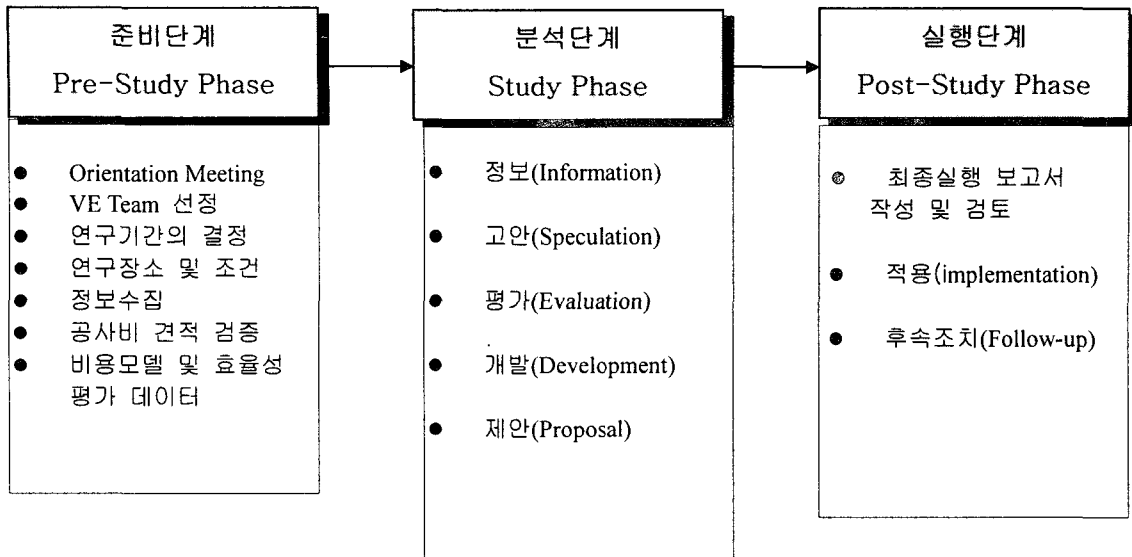 준비단계
Pre-Study Phase
● Orientation Meeting
● VE Team 선정
● 연구기간의 결정
● 연구장소 및 조건
● 정보수집
● 공사비 견적 검증
● 비용모델 및 효율성
평가 데이터
분석단계
Study Phase
● 정보(Information)
● 고안(Speculation)
● 평가(Evaluation)
● 개발(Development)
● 제안(Proposal)
실행단계
Post-Study Phase
● 최종실행 보고서
작성 및 검토
● 적용(implementation)
● 후속조치(Follow-up)